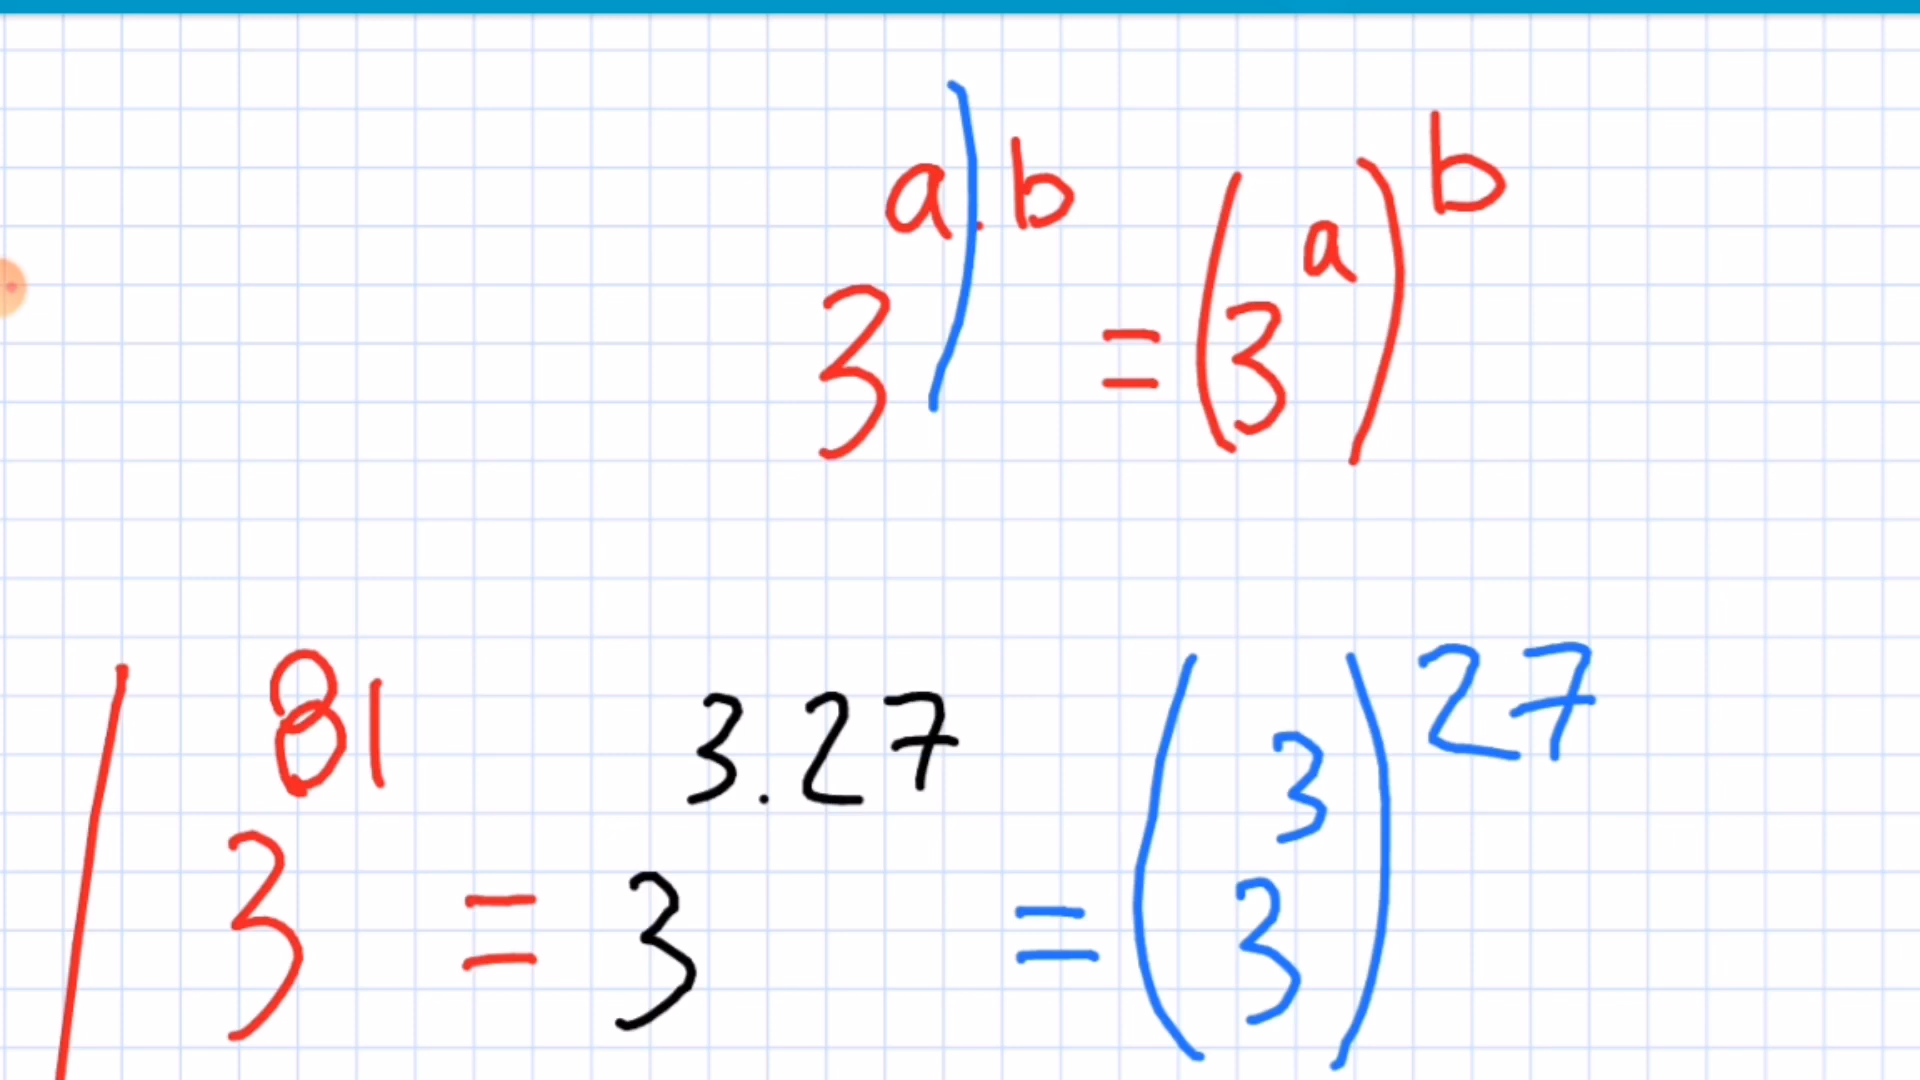 3^{a.b} = (3^a)^b
3^{81} = 3^{3.27} = (3^3)^{27}